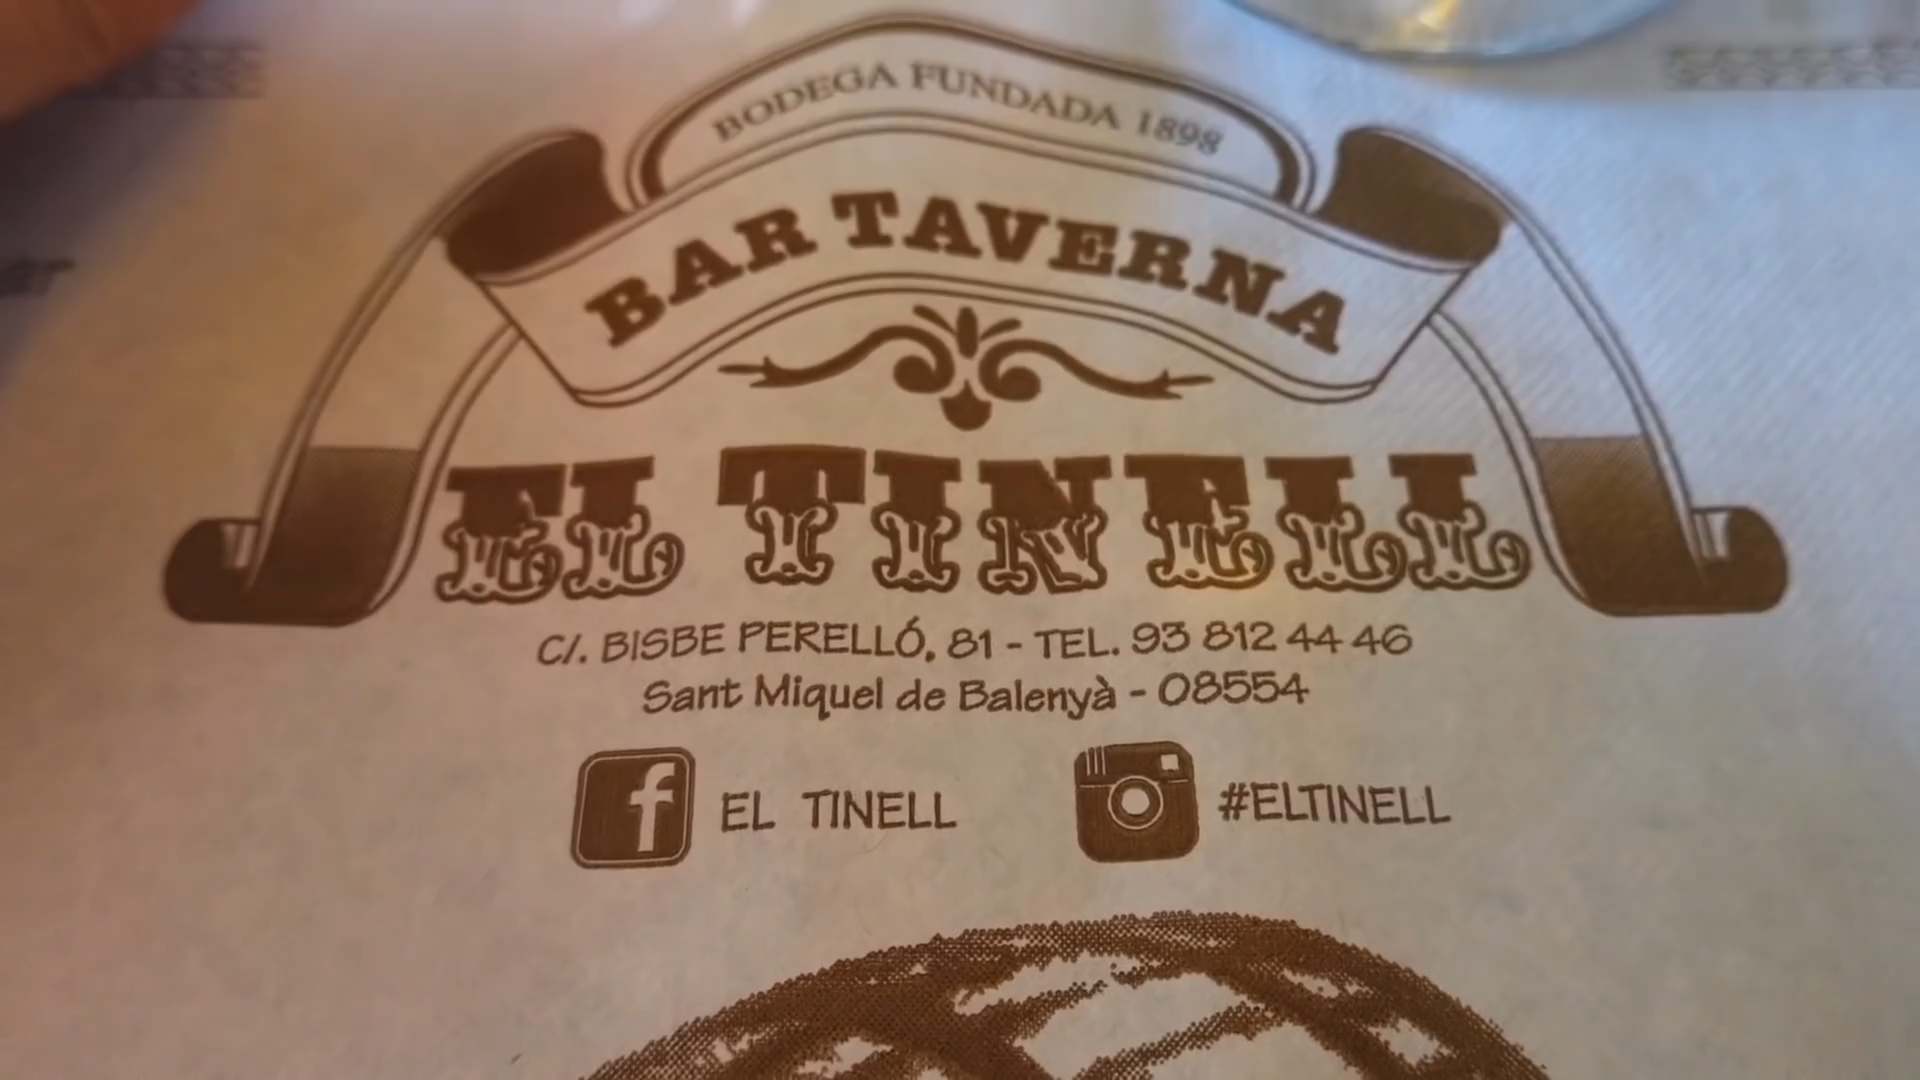 BODEGA FUNDADA 1898
BAR TAVERNA
EL TINELL
C/. BISBE PERELLÓ, 81 - TEL. 93 812 44 46
Sant Miquel de Balenyà - 08554
EL TINELL
#ELTINELL